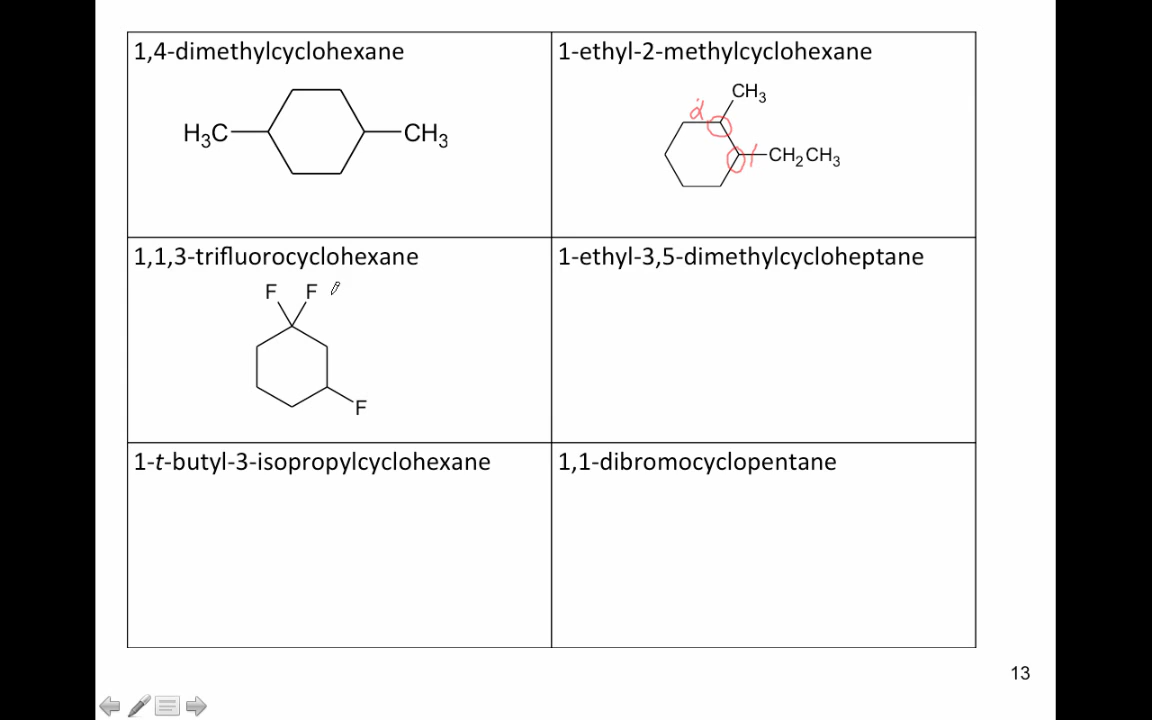 1,4-dimethylcyclohexane
H₃C CH₃
1-ethyl-2-methylcyclohexane
CH₃
2
1 CH₂CH₃
1,1,3-trifluorocyclohexane
F F
F
1-ethyl-3,5-dimethylcycloheptane
1-t-butyl-3-isopropylcyclohexane
1,1-dibromocyclopentane
13